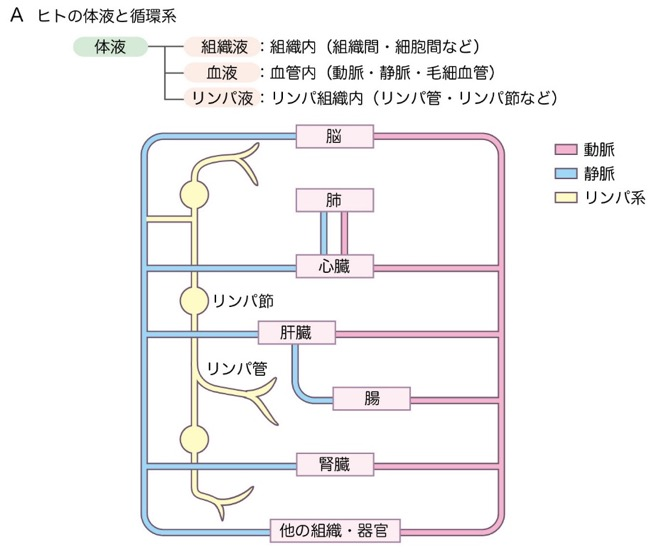 A ヒトの体液と循環系
体液
組織液：組織内（組織間・細胞間など）
血液：血管内（動脈・静脈・毛細血管）
リンパ液：リンパ組織内（リンパ管・リンパ節など）
脳
動脈
静脈
リンパ系
肺
心臓
リンパ節
肝臓
リンパ管
腸
腎臓
他の組織・器官